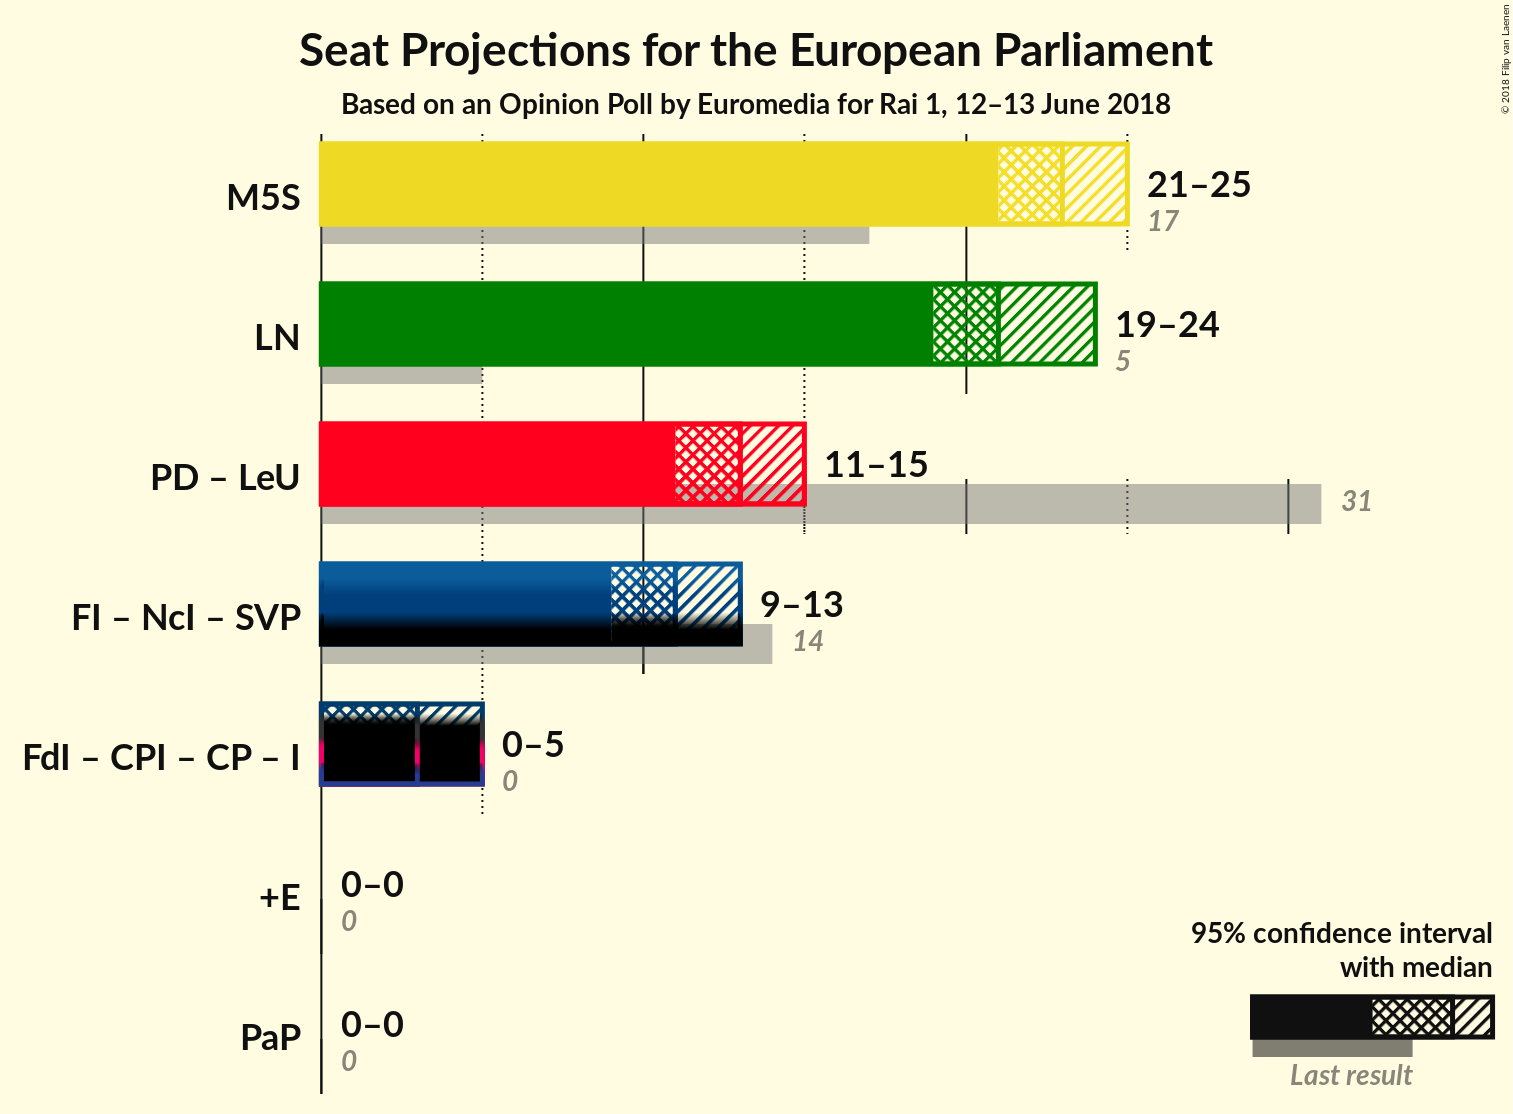 Seat Projections for the European Parliament
Based on an Opinion Poll by Euromedia for Rai 1, 12–13 June 2018
© 2018 Filip van Laenen
M5S
21–25
17
LN
19–24
5
PD – LeU
11–15
31
FI – NcI – SVP
9–13
14
FdI – CPI – CP – I
0–5
0
+E
0–0
0
PaP
0–0
0
95% confidence interval
with median
Last result